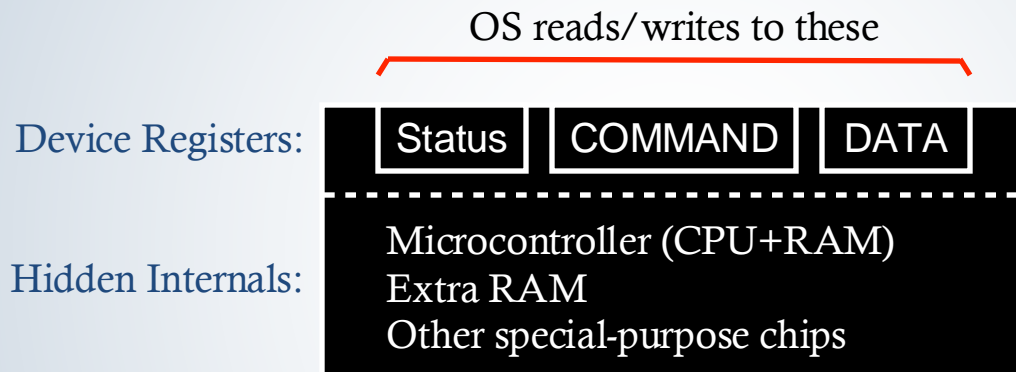 OS reads/writes to these
Device Registers: Status COMMAND DATA
Microcontroller (CPU+RAM)
Hidden Internals: Extra RAM
Other special-purpose chips